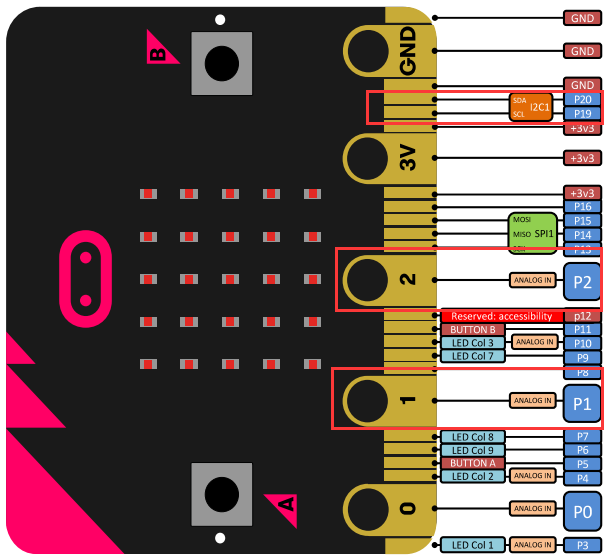 GND
GND
GND
B
GND
P20
SDA
I2C1
SCL
P19
+3v3
3V
+3v3
+3v3
P16
MOSI
P15
MISO
SPI1
P14
P13
2
ANALOG IN
P2
Reserved: accessibility
p12
BUTTON B
P11
LED Col 3
ANALOG IN
P10
LED Col 7
P9
P8
1
ANALOG IN
P1
LED Col 8
P7
LED Col 9
P6
BUTTON A
P5
LED Col 2
ANALOG IN
P4
A
0
ANALOG IN
P0
LED Col 1
ANALOG IN
P3